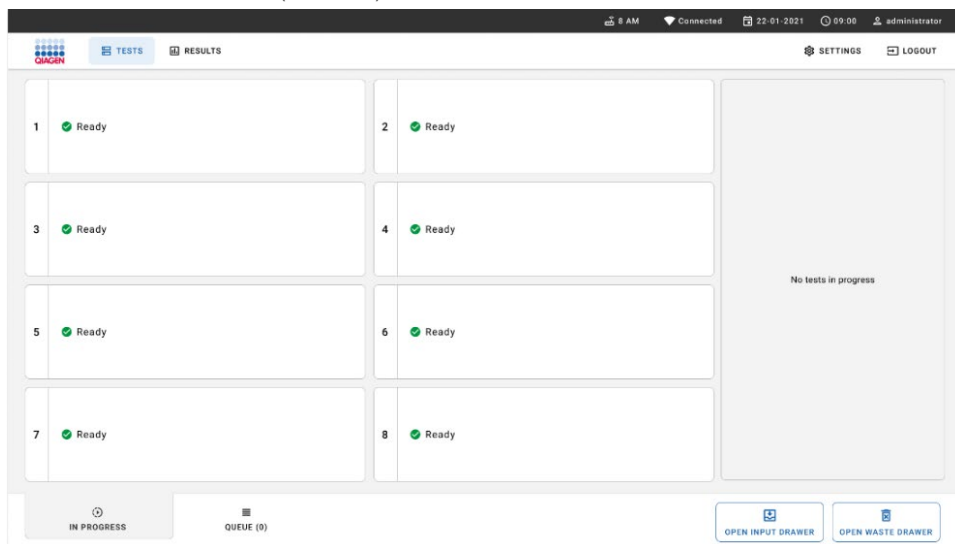 8 AM Connected 22-01-2021 09:00 administrator
QIAGEN TESTS RESULTS SETTINGS LOGOUT
1 Ready 2 Ready
3 Ready 4 Ready
No tests in progress
5 Ready 6 Ready
7 Ready 8 Ready
IN PROGRESS QUEUE (0) OPEN INPUT DRAWER OPEN WASTE DRAWER